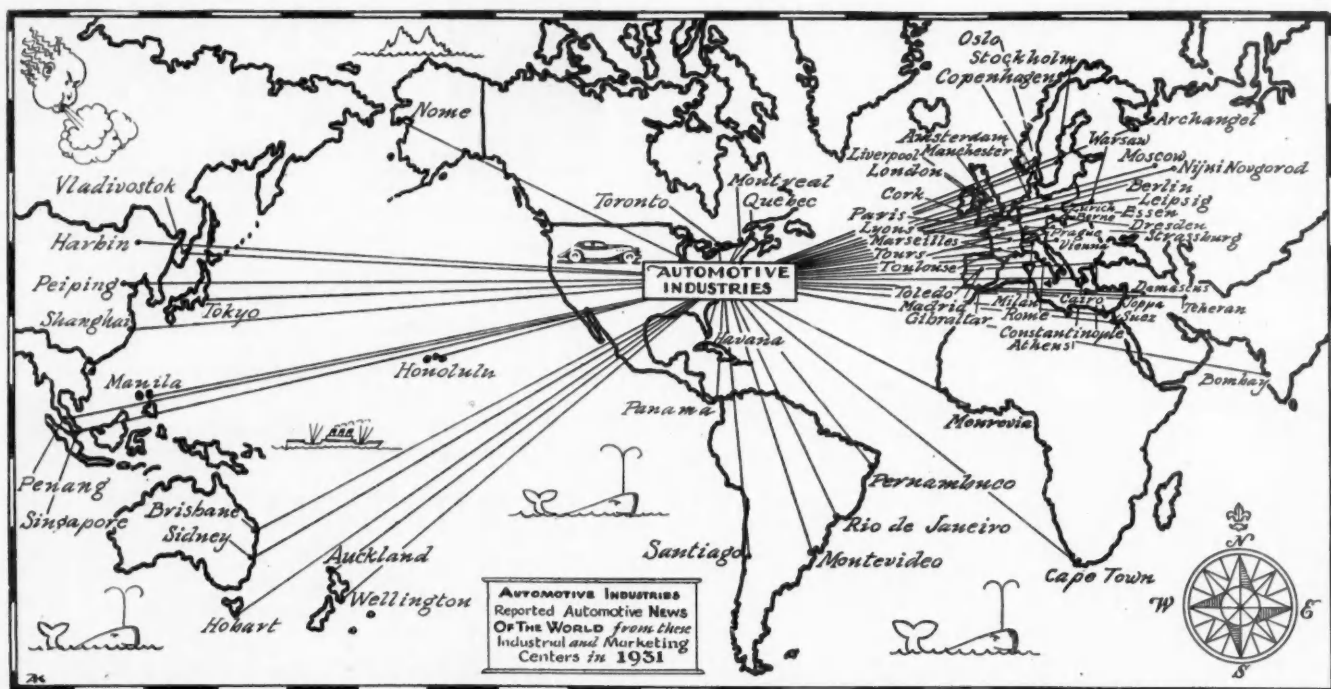 Oslo
Stockholm
Copenhagen
Nome
Archangel
Amsterdam
Warsaw
Liverpool
Manchester
Moscow
London
Nijni Novgorod
Vladivostok
Montreal
Berlin
Toronto
Quebec
Cork
Leipsig
Paris
Zurich
Essen
Berne
Lyons
Dresden
Harbin
Marseilles
Prague
Strassburg
Vienna
Tours
AUTOMOTIVE
INDUSTRIES
Toulouse
Peiping
Toledo
Damascus
Milan
Cairo
Joppa
Teheran
Madrid
Tokyo
Rome
Suez
Shanghai
Gibraltar
Constantinople
Havana
Athens
Honolulu
Manila
Bombay
Panama
Monrovia
Penang
Pernambuco
Singapore
Brisbane
Rio de Janeiro
Sidney
Auckland
Santiago
Montevideo
Cape Town
Wellington
Hobart
AUTOMOTIVE INDUSTRIES
Reported Automotive NEWS
OF THE WORLD from these
Industrial and Marketing
Centers in 1931
N
W
E
S